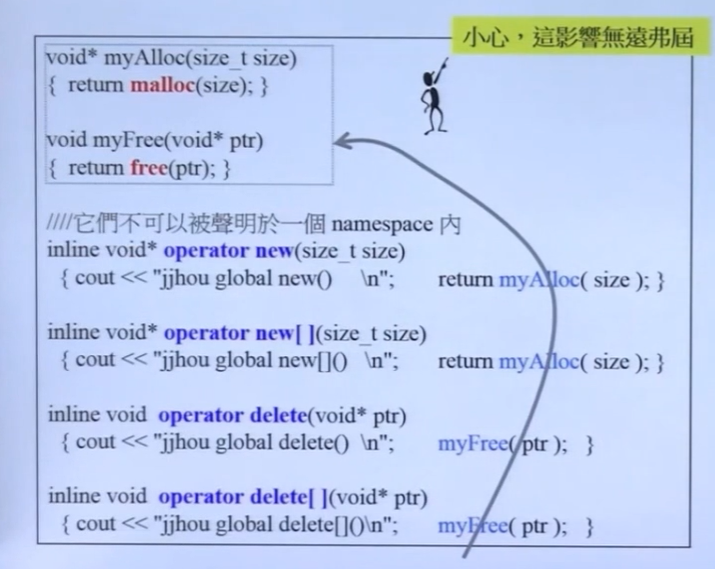 小心，這影響無遠弗屆
void* myAlloc(size_t size)
{ return malloc(size); }
void myFree(void* ptr)
{ return free(ptr); }
////它們不可以被聲明於一個 namespace 內
inline void* operator new(size_t size)
{ cout << "jjhou global new() \n"; return myAlloc( size ); }
inline void* operator new[ ](size_t size)
{ cout << "jjhou global new[]() \n"; return myAlloc( size ); }
inline void operator delete(void* ptr)
{ cout << "jjhou global delete() \n"; myFree( ptr ); }
inline void operator delete[ ](void* ptr)
{ cout << "jjhou global delete[]()\n"; myFree( ptr ); }